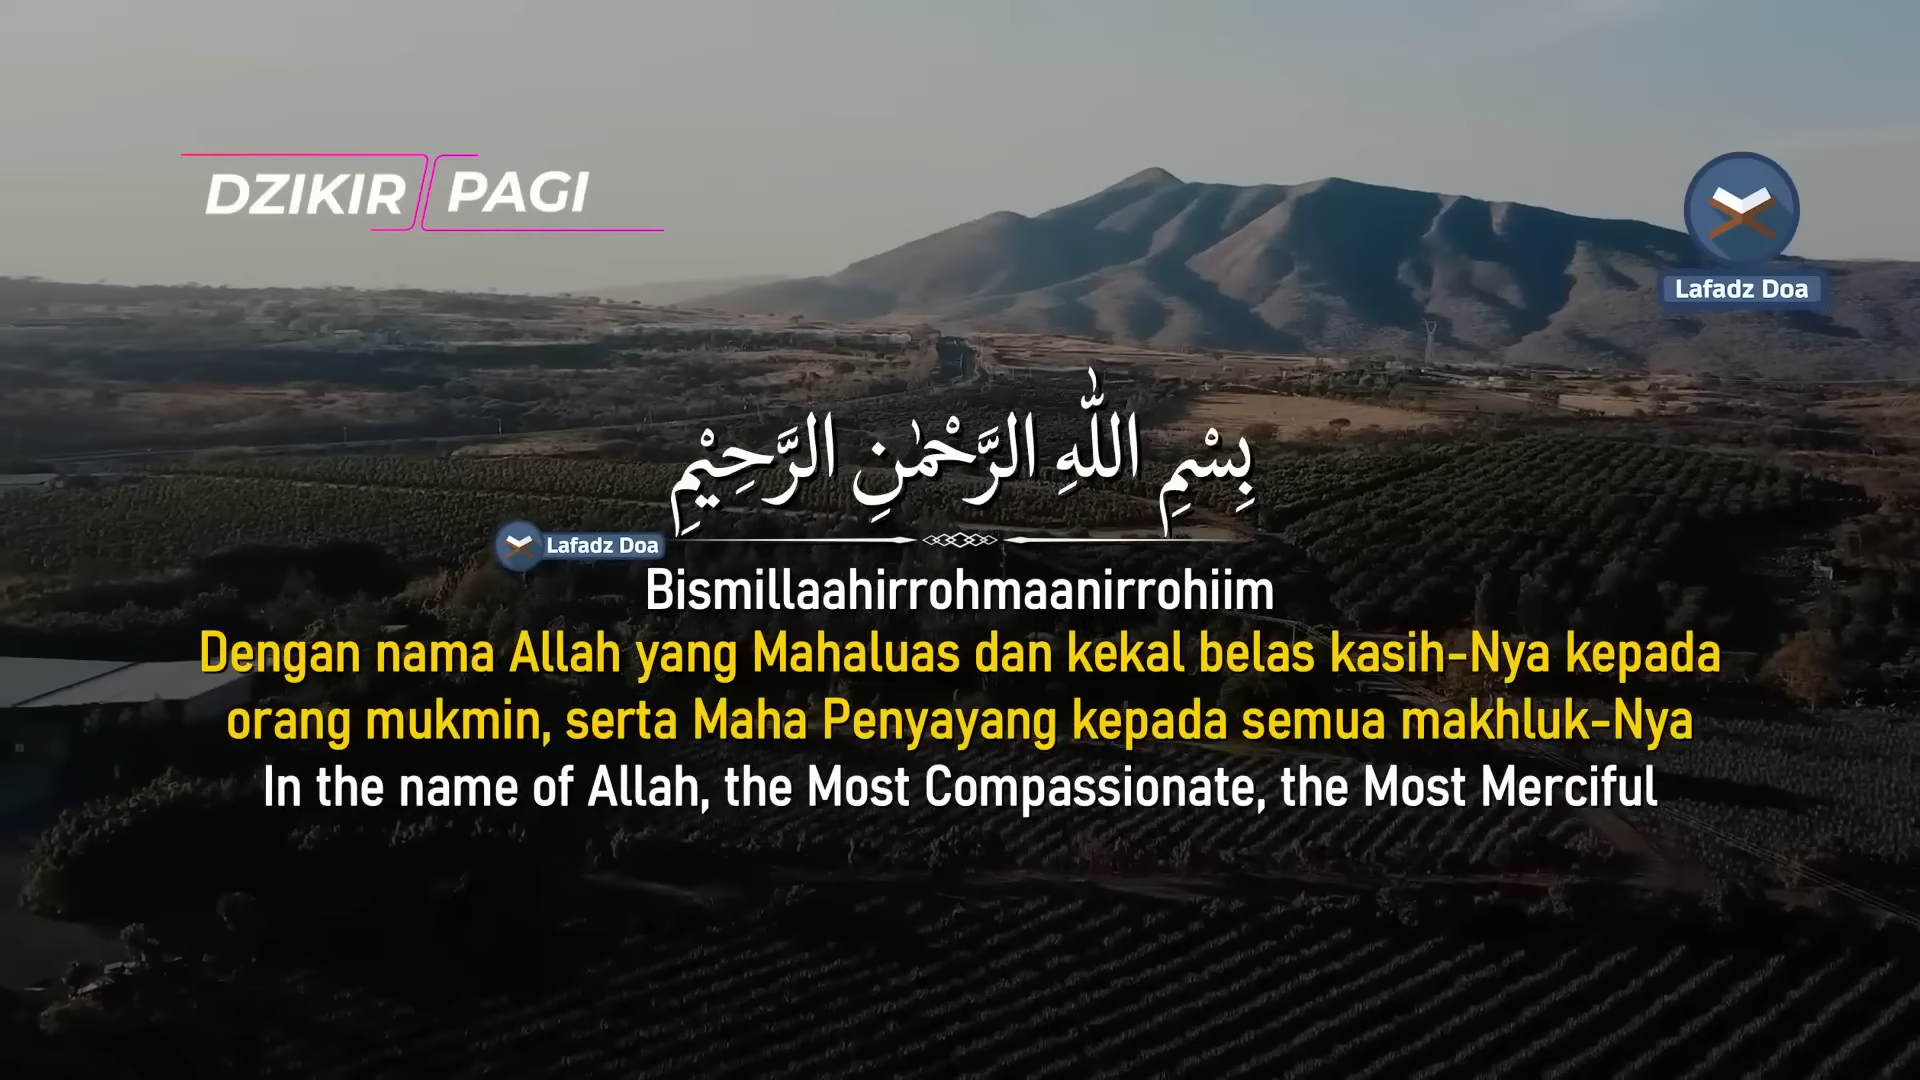 DZIKIR PAGI
Lafadz Doa
بِسْمِ اللّٰهِ الرَّحْمٰنِ الرَّحِيْمِ
Lafadz Doa
Bismillaahirrohmaanirrohiim
Dengan nama Allah yang Mahaluas dan kekal belas kasih-Nya kepada
orang mukmin, serta Maha Penyayang kepada semua makhluk-Nya
In the name of Allah, the Most Compassionate, the Most Merciful